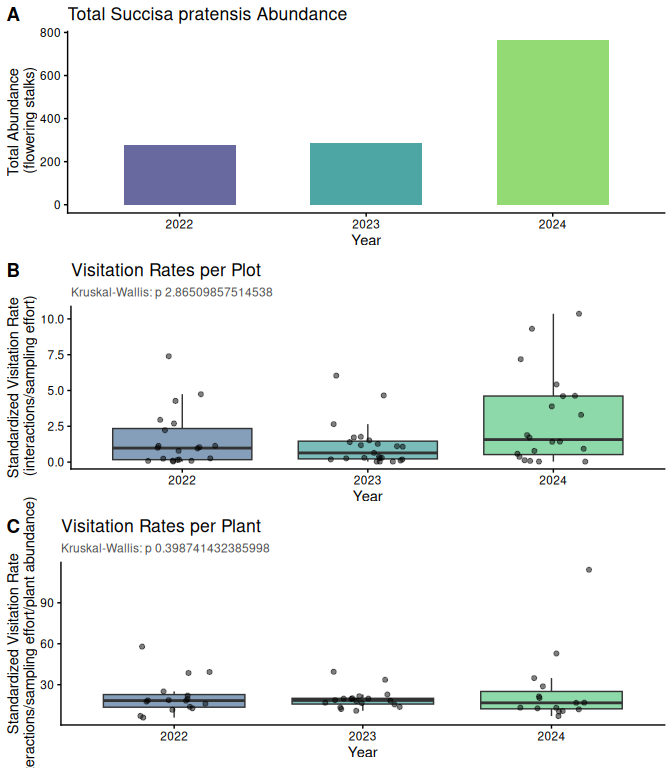 A
Total Succisa pratensis Abundance
Total Abundance
(flowering stalks)
800
600
400
200
0
2022
2023
2024
Year
B
Visitation Rates per Plot
Kruskal-Wallis: p 2.86509857514538
Standardized Visitation Rate
(interactions/sampling effort)
10.0
7.5
5.0
2.5
0.0
2022
2023
2024
Year
C
Visitation Rates per Plant
Kruskal-Wallis: p 0.398741432385998
Standardized Visitation Rate
eractions/sampling effort/plant abundance)
90
60
30
2022
2023
2024
Year